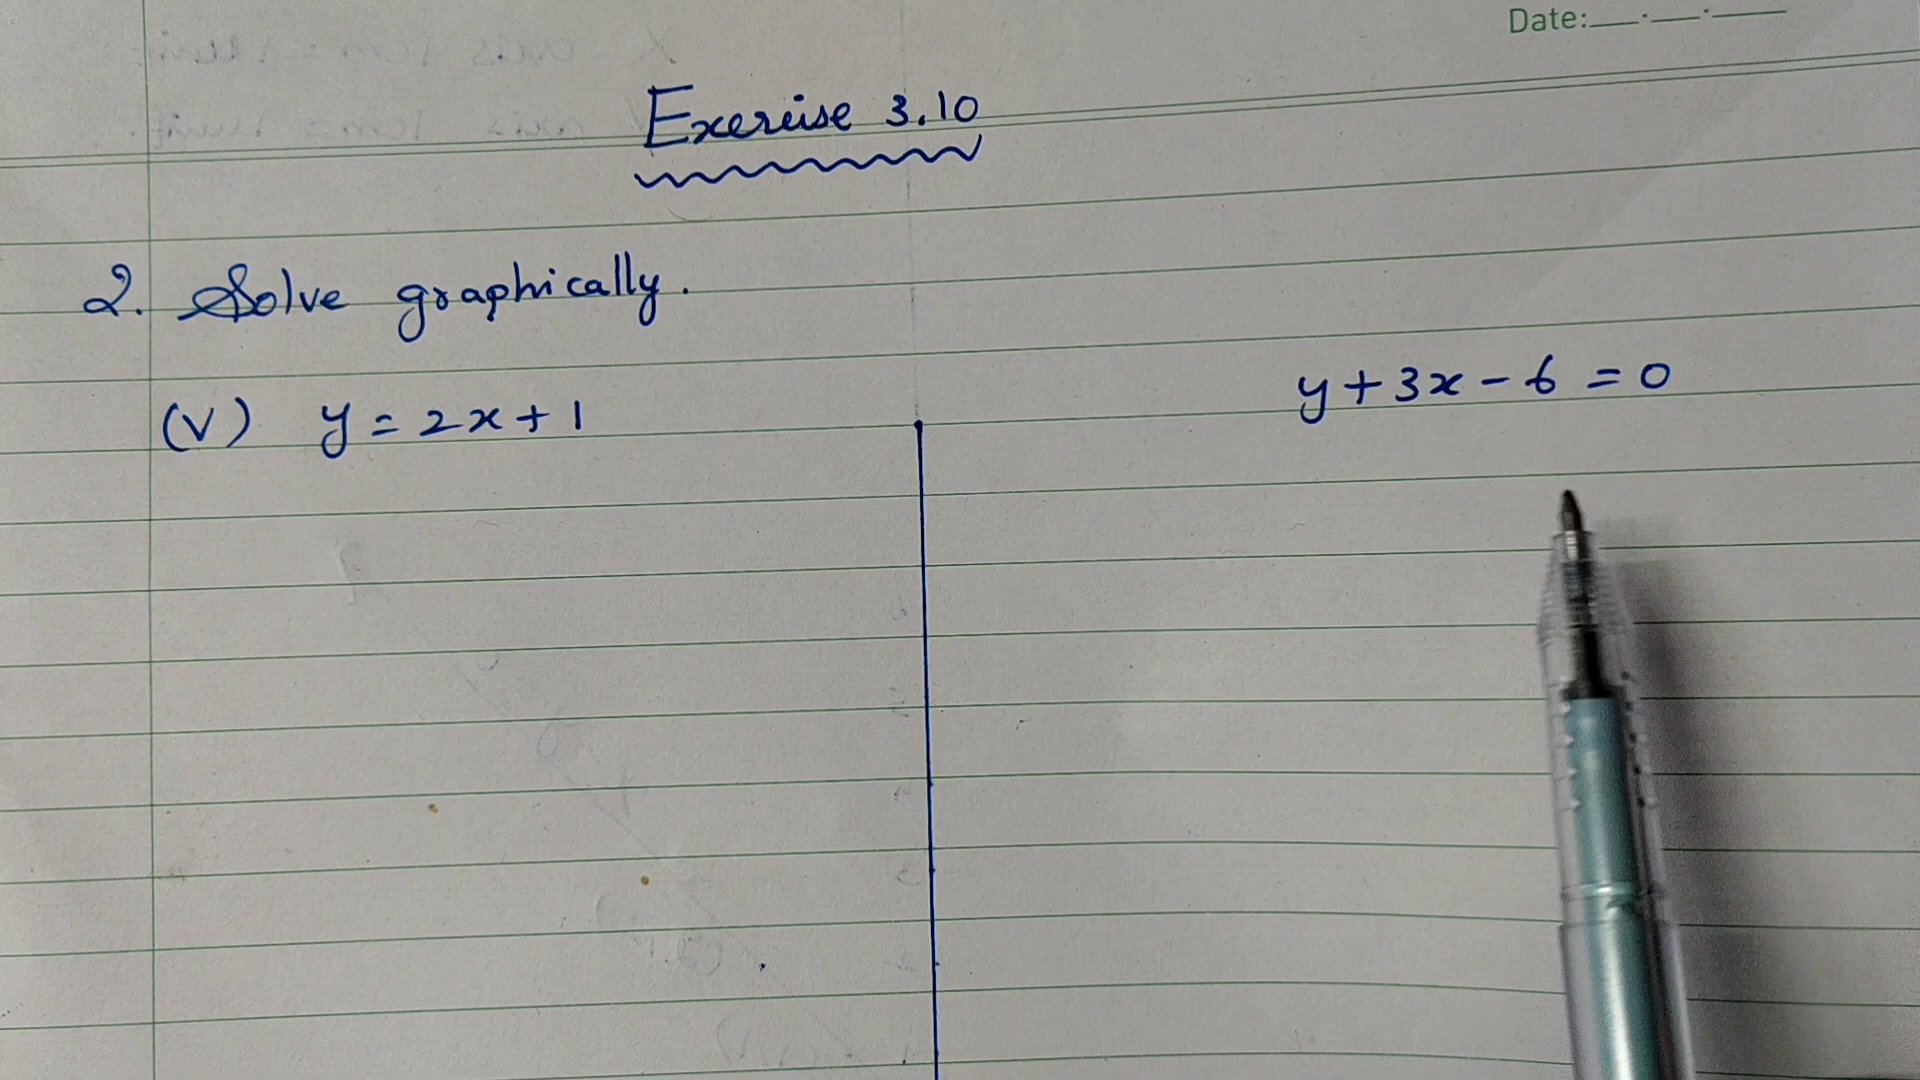 Date:
Exercise 3.10
2. Solve graphically.
(V) y = 2x + 1
y + 3x - 6 = 0